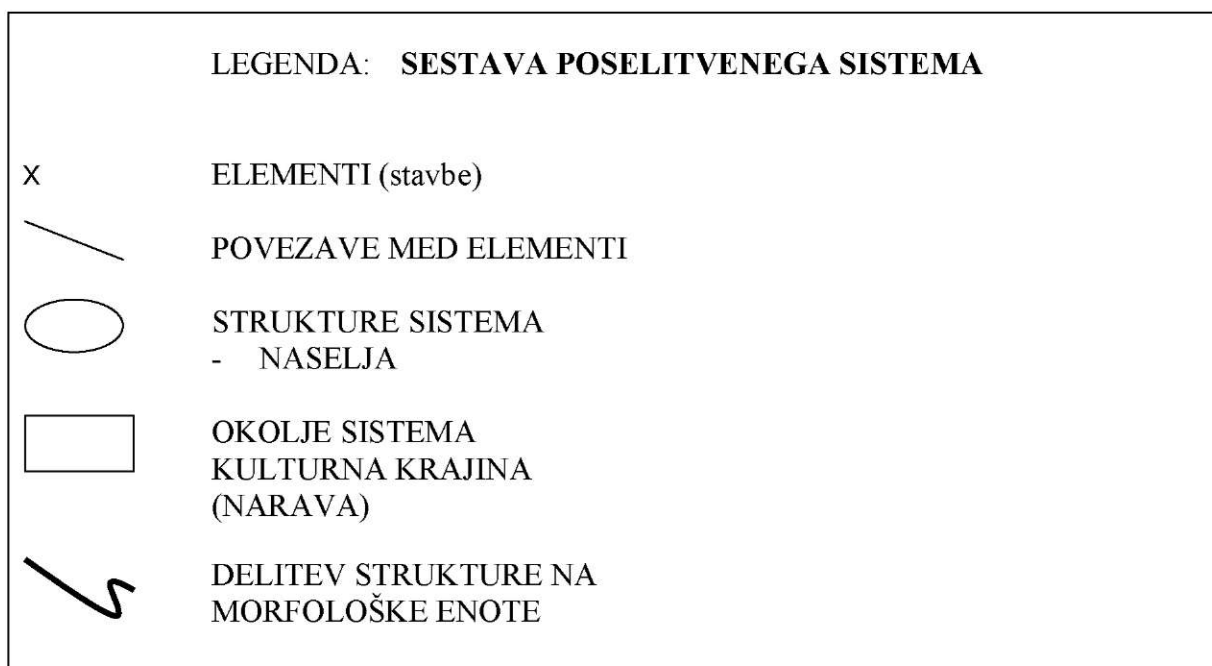 LEGENDA: SESTAVA POSELITVENEGA SISTEMA
x ELEMENTI (stavbe)
POVEZAVE MED ELEMENTI
STRUKTURE SISTEMA
- NASELJA
OKOLJE SISTEMA
KULTURNA KRAJINA
(NARAVA)
DELITEV STRUKTURE NA
MORFOLOŠKE ENOTE